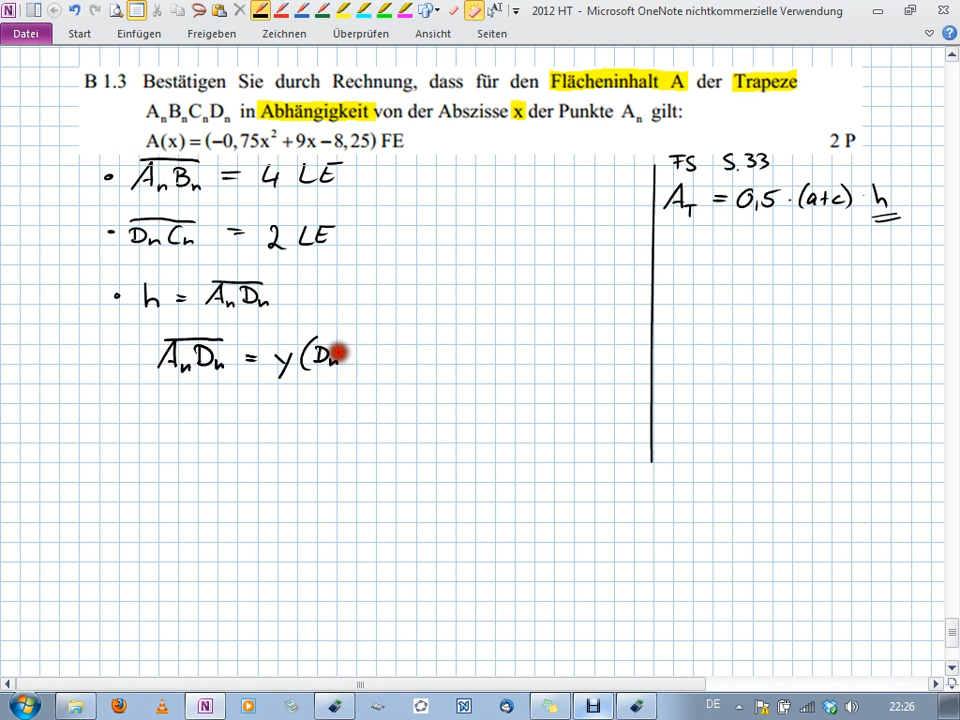 2012 HT - Microsoft OneNote nichtkommerzielle Verwendung
Datei Start Einfügen Freigeben Zeichnen Überprüfen Ansicht Seiten
B 1.3 Bestätigen Sie durch Rechnung, dass für den Flächeninhalt A der Trapeze
AₙBₙCₙDₙ in Abhängigkeit von der Abszisse x der Punkte Aₙ gilt:
A(x) = (−0,75x² + 9x − 8,25) FE 2 P
• AₙBₙ = 4 LE
• DₙCₙ = 2 LE
• h = AₙDₙ
AₙDₙ = y (Dₙ
FS S. 33
A_T = 0,5 · (a+c) · h
DE 22:26